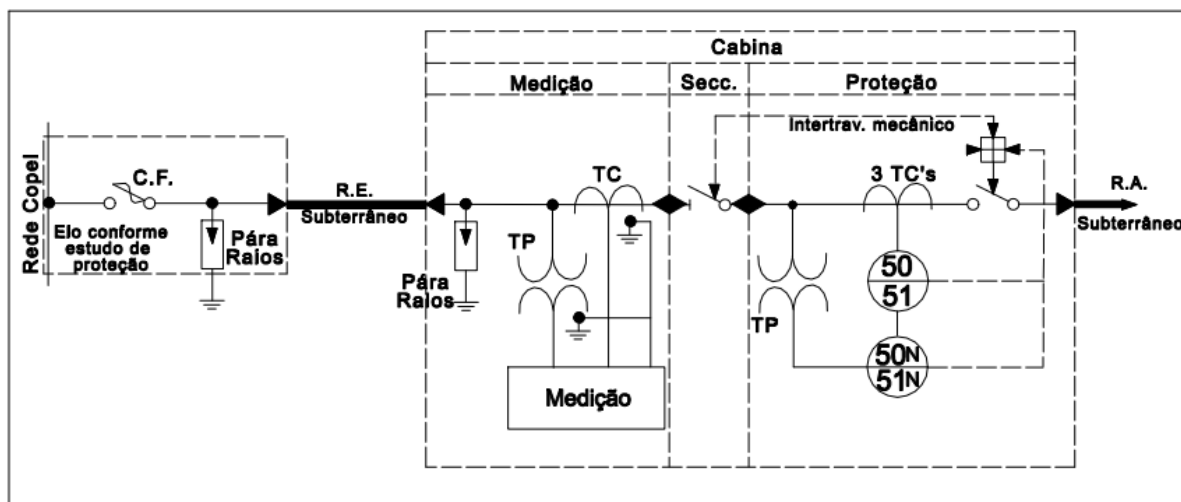 Cabina
Medição
Secc.
Proteção
Intertrav. mecânico
Rede Copel
C.F.
Elo conforme
estudo de
proteção
Pára
Raios
R.E.
Subterrâneo
Pára
Raios
TP
TC
Medição
TP
3 TC's
50
51
50N
51N
R.A.
Subterrâneo